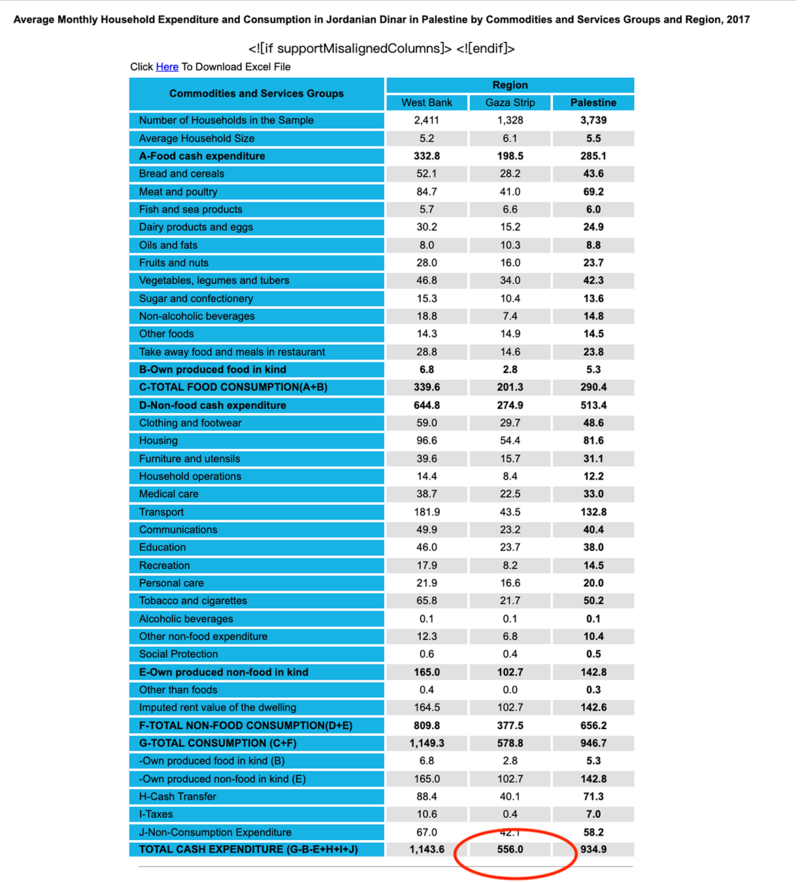 Average Monthly Household Expenditure and Consumption in Jordanian Dinar in Palestine by Commodities and Services Groups and Region, 2017
<![if supportMisalignedColumns]> <![endif]>
Click Here To Download Excel File
Commodities and Services Groups Region
West Bank Gaza Strip Palestine
Number of Households in the Sample 2,411 1,328 3,739
Average Household Size 5.2 6.1 5.5
A-Food cash expenditure 332.8 198.5 285.1
Bread and cereals 52.1 28.2 43.6
Meat and poultry 84.7 41.0 69.2
Fish and sea products 5.7 6.6 6.0
Dairy products and eggs 30.2 15.2 24.9
Oils and fats 8.0 10.3 8.8
Fruits and nuts 28.0 16.0 23.7
Vegetables, legumes and tubers 46.8 34.0 42.3
Sugar and confectionery 15.3 10.4 13.6
Non-alcoholic beverages 18.8 7.4 14.8
Other foods 14.3 14.9 14.5
Take away food and meals in restaurant 28.8 14.6 23.8
B-Own produced food in kind 6.8 2.8 5.3
C-TOTAL FOOD CONSUMPTION(A+B) 339.6 201.3 290.4
D-Non-food cash expenditure 644.8 274.9 513.4
Clothing and footwear 59.0 29.7 48.6
Housing 96.6 54.4 81.6
Furniture and utensils 39.6 15.7 31.1
Household operations 14.4 8.4 12.2
Medical care 38.7 22.5 33.0
Transport 181.9 43.5 132.8
Communications 49.9 23.2 40.4
Education 46.0 23.7 38.0
Recreation 17.9 8.2 14.5
Personal care 21.9 16.6 20.0
Tobacco and cigarettes 65.8 21.7 50.2
Alcoholic beverages 0.1 0.1 0.1
Other non-food expenditure 12.3 6.8 10.4
Social Protection 0.6 0.4 0.5
E-Own produced non-food in kind 165.0 102.7 142.8
Other than foods 0.4 0.0 0.3
Imputed rent value of the dwelling 164.5 102.7 142.6
F-TOTAL NON-FOOD CONSUMPTION(D+E) 809.8 377.5 656.2
G-TOTAL CONSUMPTION (C+F) 1,149.3 578.8 946.7
-Own produced food in kind (B) 6.8 2.8 5.3
-Own produced non-food in kind (E) 165.0 102.7 142.8
H-Cash Transfer 88.4 40.1 71.3
I-Taxes 10.6 0.4 7.0
J-Non-Consumption Expenditure 67.0 42.1 58.2
TOTAL CASH EXPENDITURE (G-B-E+H+I+J) 1,143.6 556.0 934.9